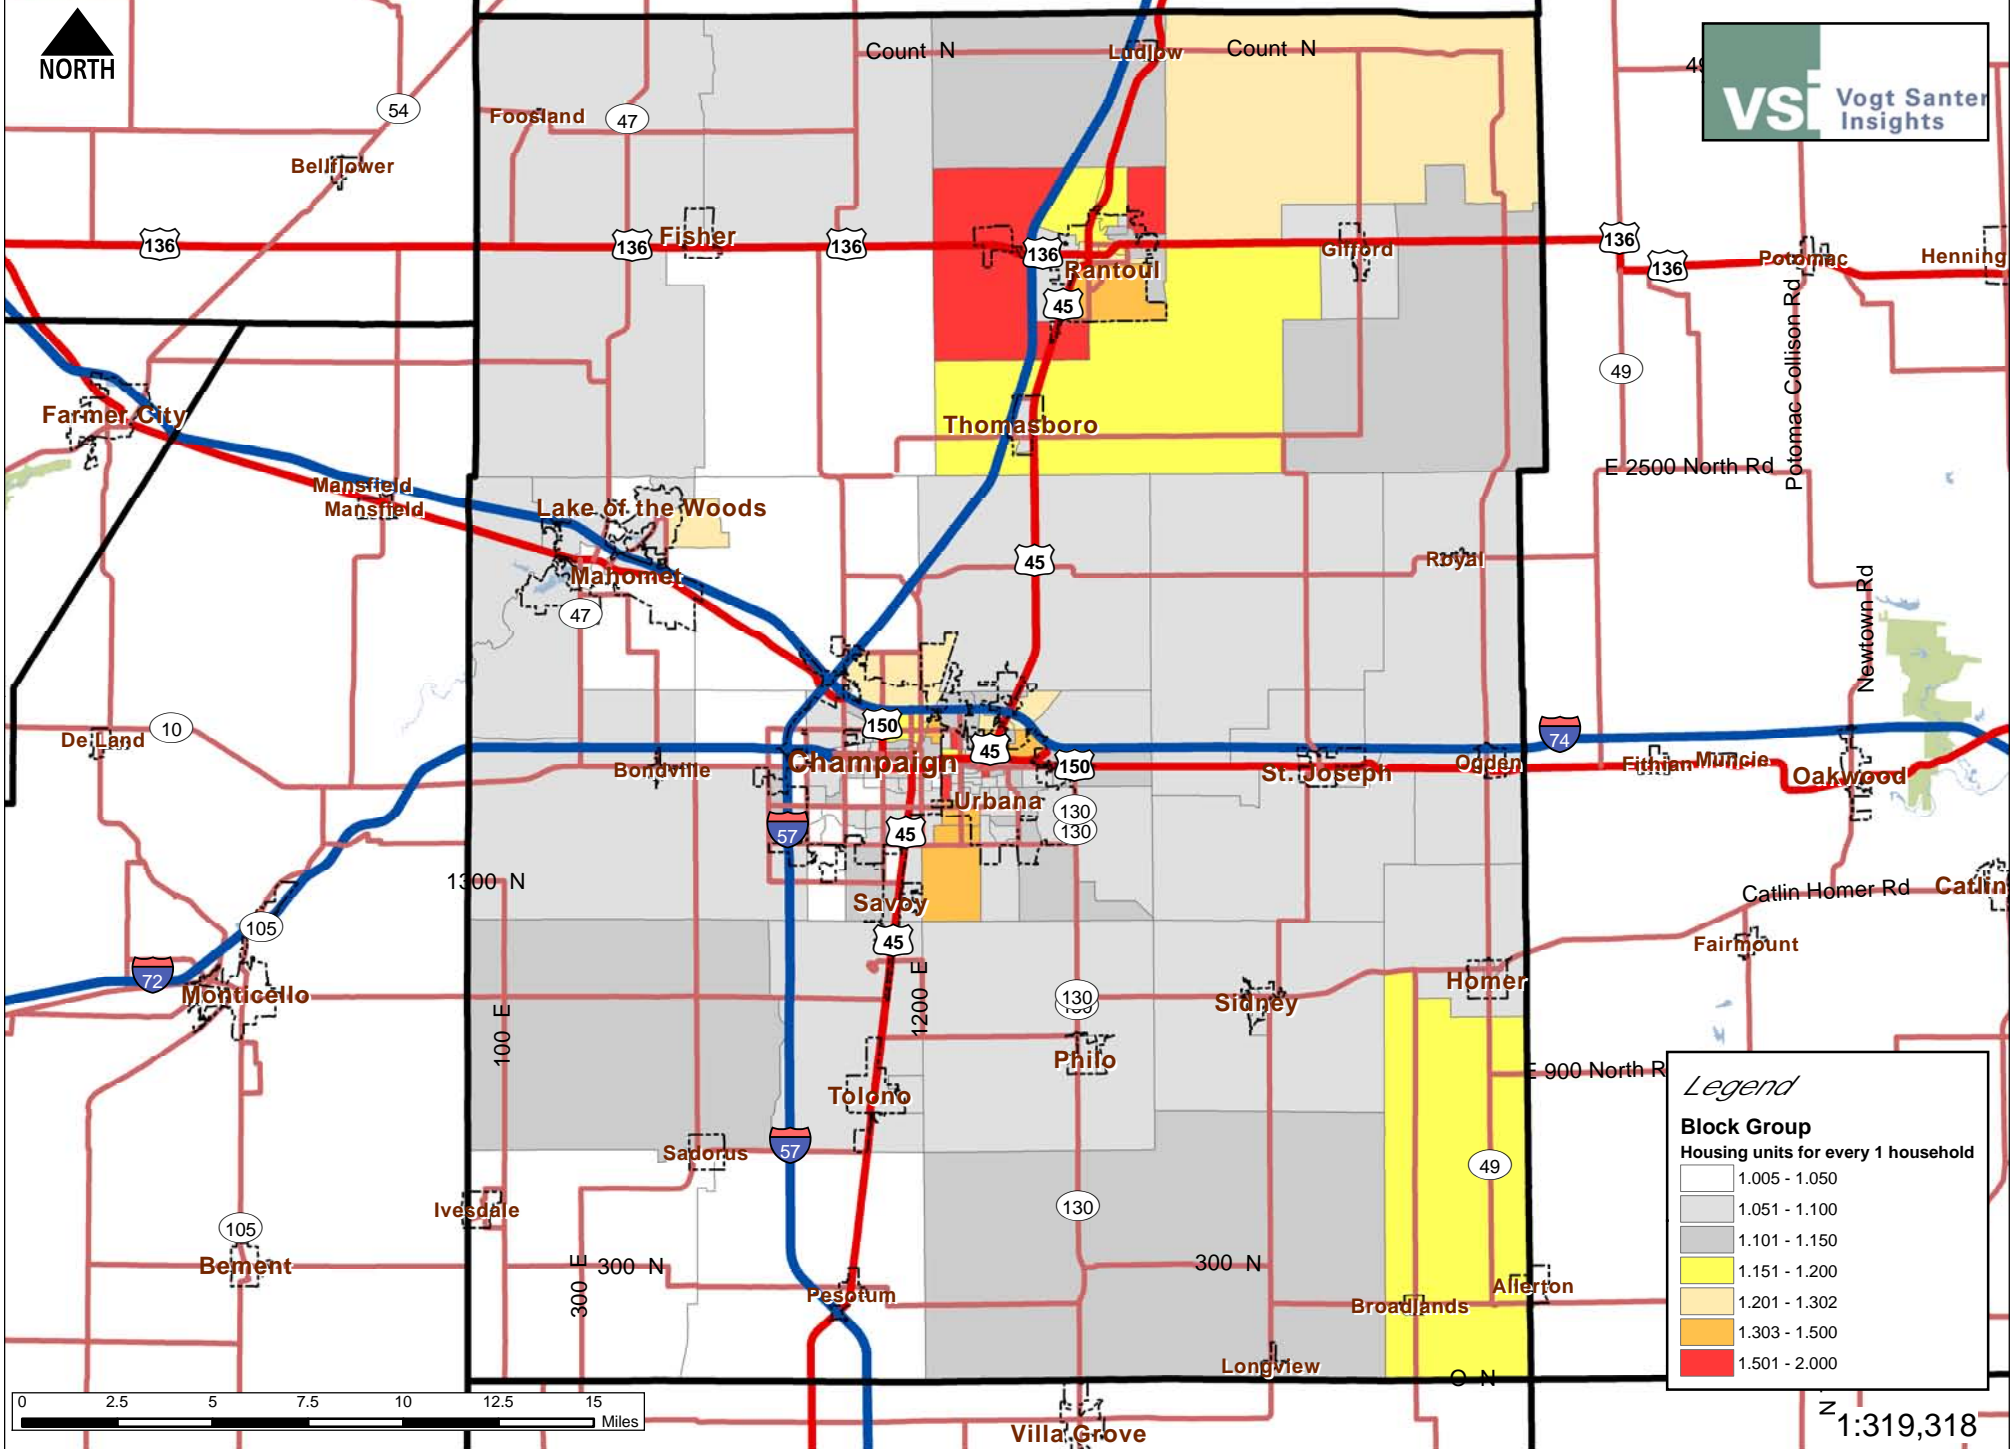 NORTH
Count N
Count N
Ludlow
Foosland
54
47
Bellflower
VSi
Vogt Santer
Insights
136
136
Fisher
136
136
Rantoul
45
Gifford
136
136
Potomac
Henning
49
Potomac Collison Rd
Farmer City
Thomasboro
E 2500 North Rd
Mansfield
Mansfield
Lake of the Woods
Mahomet
47
45
Royal
Newtown Rd
De Land
10
Bondville
150
Champaign
45
150
Urbana
130
130
St. Joseph
Ogden
74
Fithian
Muncie
Oakwood
57
45
1300 N
Savoy
45
105
72
Monticello
100 E
1200 E
130
Philo
Sidney
Homer
Catlin Homer Rd
Catlin
Fairmount
E 900 North R
Tolono
57
Sadorus
Ivesdale
49
130
105
Bement
300 E
300 N
300 N
Pesotum
Broadlands
Allerton
Longview
O N
Villa Grove
Legend
Block Group
Housing units for every 1 household
1.005 - 1.050
1.051 - 1.100
1.101 - 1.150
1.151 - 1.200
1.201 - 1.302
1.303 - 1.500
1.501 - 2.000
0 2.5 5 7.5 10 12.5 15
Miles
N
1:319,318